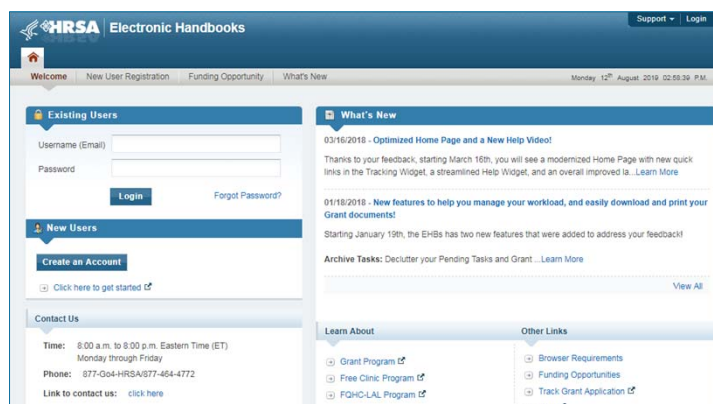 HRSA Electronic Handbooks
Support Login
Welcome New User Registration Funding Opportunity What's New
Monday 12th August 2019 02:58:39 P.M.
Existing Users
Username (Email)
Password
Login Forgot Password?
New Users
Create an Account
Click here to get started
Contact Us
Time: 8:00 a.m. to 8:00 p.m. Eastern Time (ET)
Monday through Friday
Phone: 877-Go4-HRSA/877-464-4772
Link to contact us: click here
What's New
03/16/2018 - Optimized Home Page and a New Help Video!
Thanks to your feedback, starting March 16th, you will see a modernized Home Page with new quick
links in the Tracking Widget, a streamlined Help Widget, and an overall improved la...Learn More
01/18/2018 - New features to help you manage your workload, and easily download and print your
Grant documents!
Starting January 19th, the EHBs has two new features that were added to address your feedback!
Archive Tasks: Declutter your Pending Tasks and Grant ...Learn More
View All
Learn About
Grant Program
Free Clinic Program
FQHC-LAL Program
Other Links
Browser Requirements
Funding Opportunities
Track Grant Application